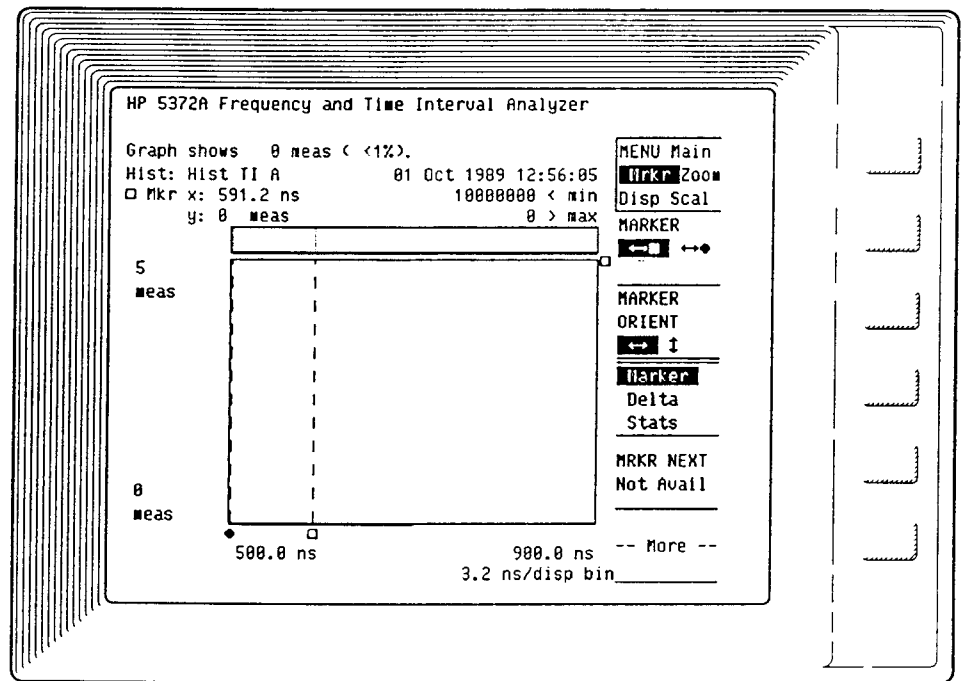 HP 5372A Frequency and Time Interval Analyzer
Graph shows 0 meas ( <1%).
Hist: Hist TI A 01 Oct 1989 12:56:05
Mkr x: 591.2 ns 10000000 < min
y: 0 meas 0 > max
5
meas
0
meas
500.0 ns 900.0 ns
3.2 ns/disp bin
MENU Main
Mrkr Zoom
Disp Scal
MARKER
MARKER
ORIENT
Marker
Delta
Stats
MRKR NEXT
Not Avail
-- More --